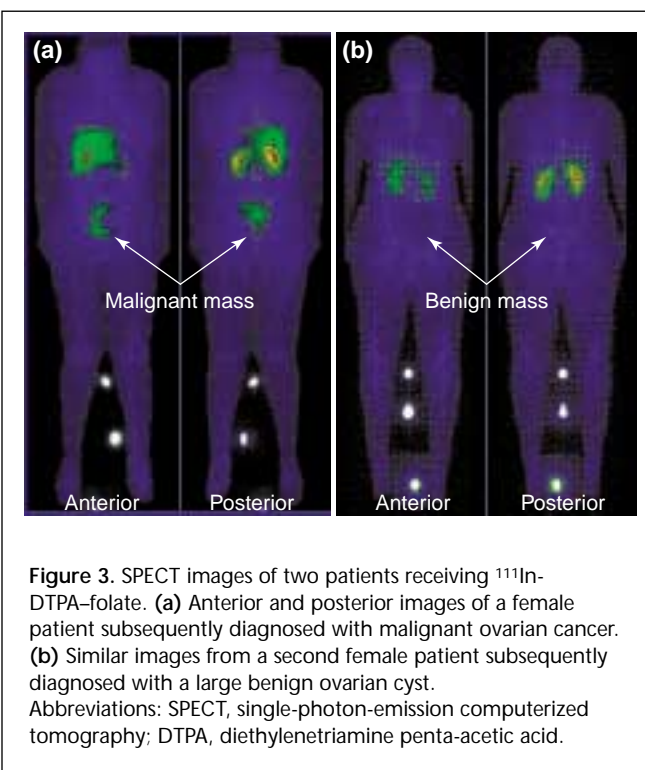 (a)
(b)
Malignant mass
Benign mass
Anterior
Posterior
Anterior
Posterior
Figure 3. SPECT images of two patients receiving ¹¹¹In-
DTPA–folate. (a) Anterior and posterior images of a female
patient subsequently diagnosed with malignant ovarian cancer.
(b) Similar images from a second female patient subsequently
diagnosed with a large benign ovarian cyst.
Abbreviations: SPECT, single-photon-emission computerized
tomography; DTPA, diethylenetriamine penta-acetic acid.